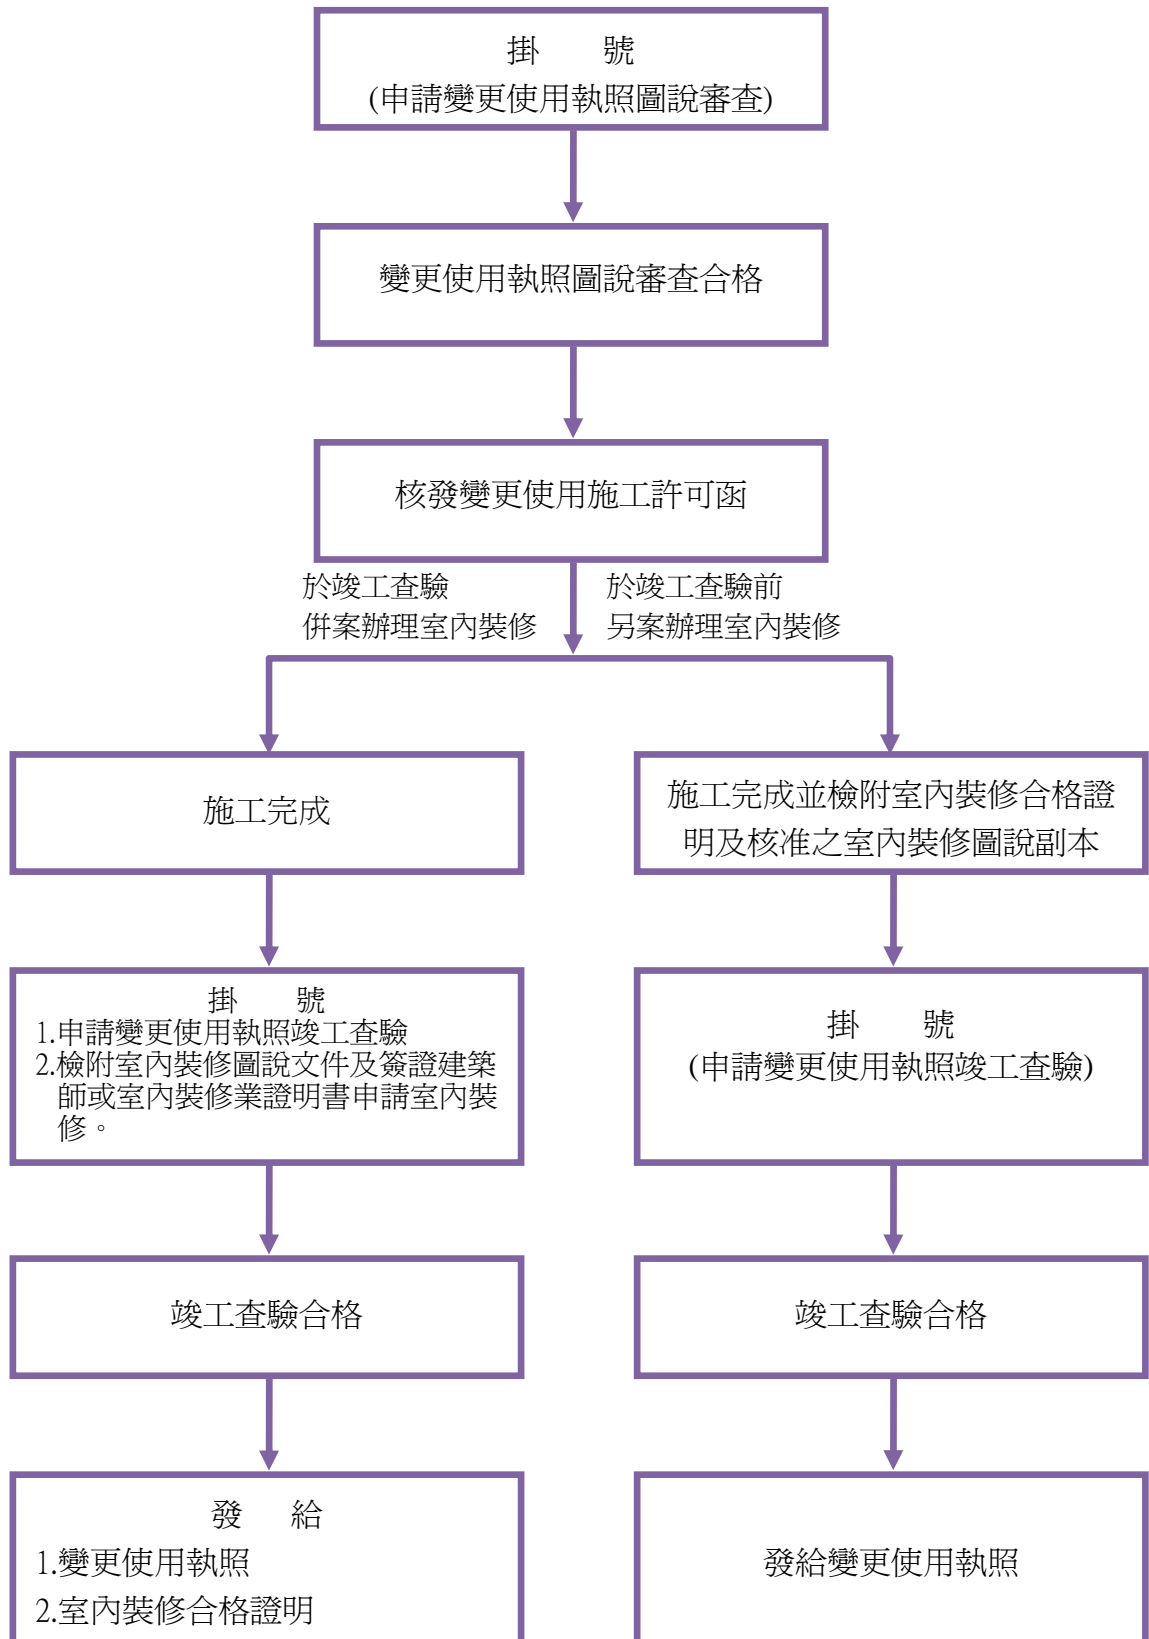 掛　　號
(申請變更使用執照圖說審查)
變更使用執照圖說審查合格
核發變更使用施工許可函
於竣工查驗
併案辦理室內裝修
於竣工查驗前
另案辦理室內裝修
施工完成
掛　　號
1.申請變更使用執照竣工查驗
2.檢附室內裝修圖說文件及簽證建築
師或室內裝修業證明書申請室內裝
修。
竣工查驗合格
發　給
1.變更使用執照
2.室內裝修合格證明
施工完成並檢附室內裝修合格證
明及核准之室內裝修圖說副本
掛　　號
(申請變更使用執照竣工查驗)
竣工查驗合格
發給變更使用執照